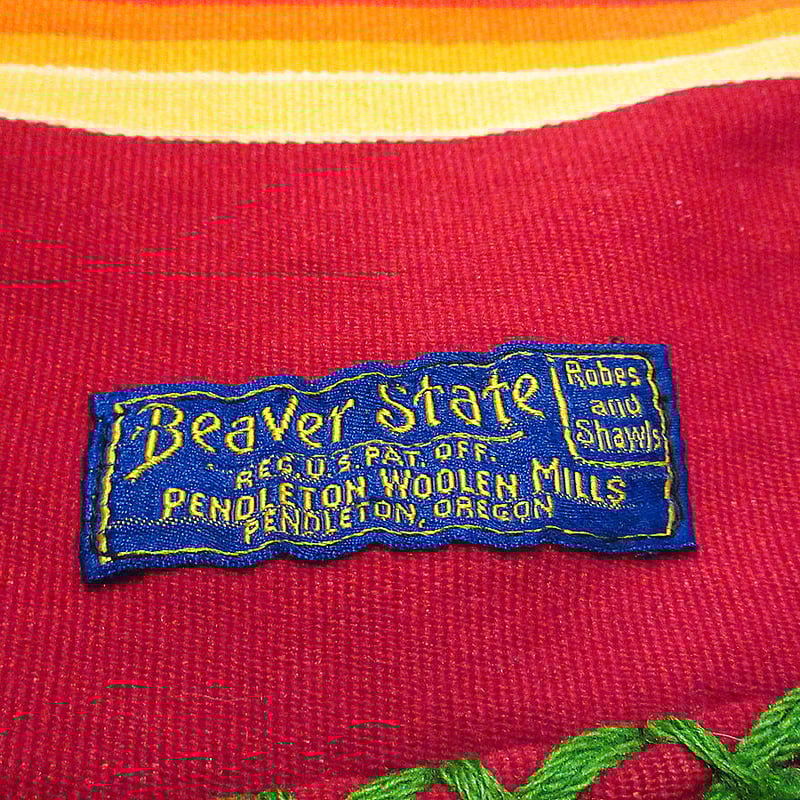 Beaver State
REG. U.S. PAT. OFF.
PENDLETON WOOLEN MILLS
PENDLETON, OREGON
Robes
and
Shawls